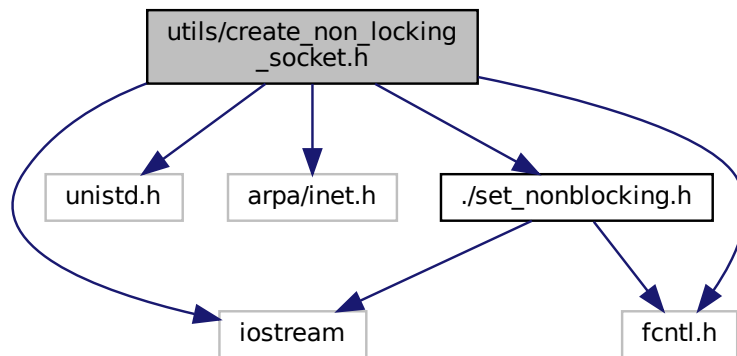 utils/create_non_locking
_socket.h
unistd.h
arpa/inet.h
./set_nonblocking.h
iostream
fcntl.h